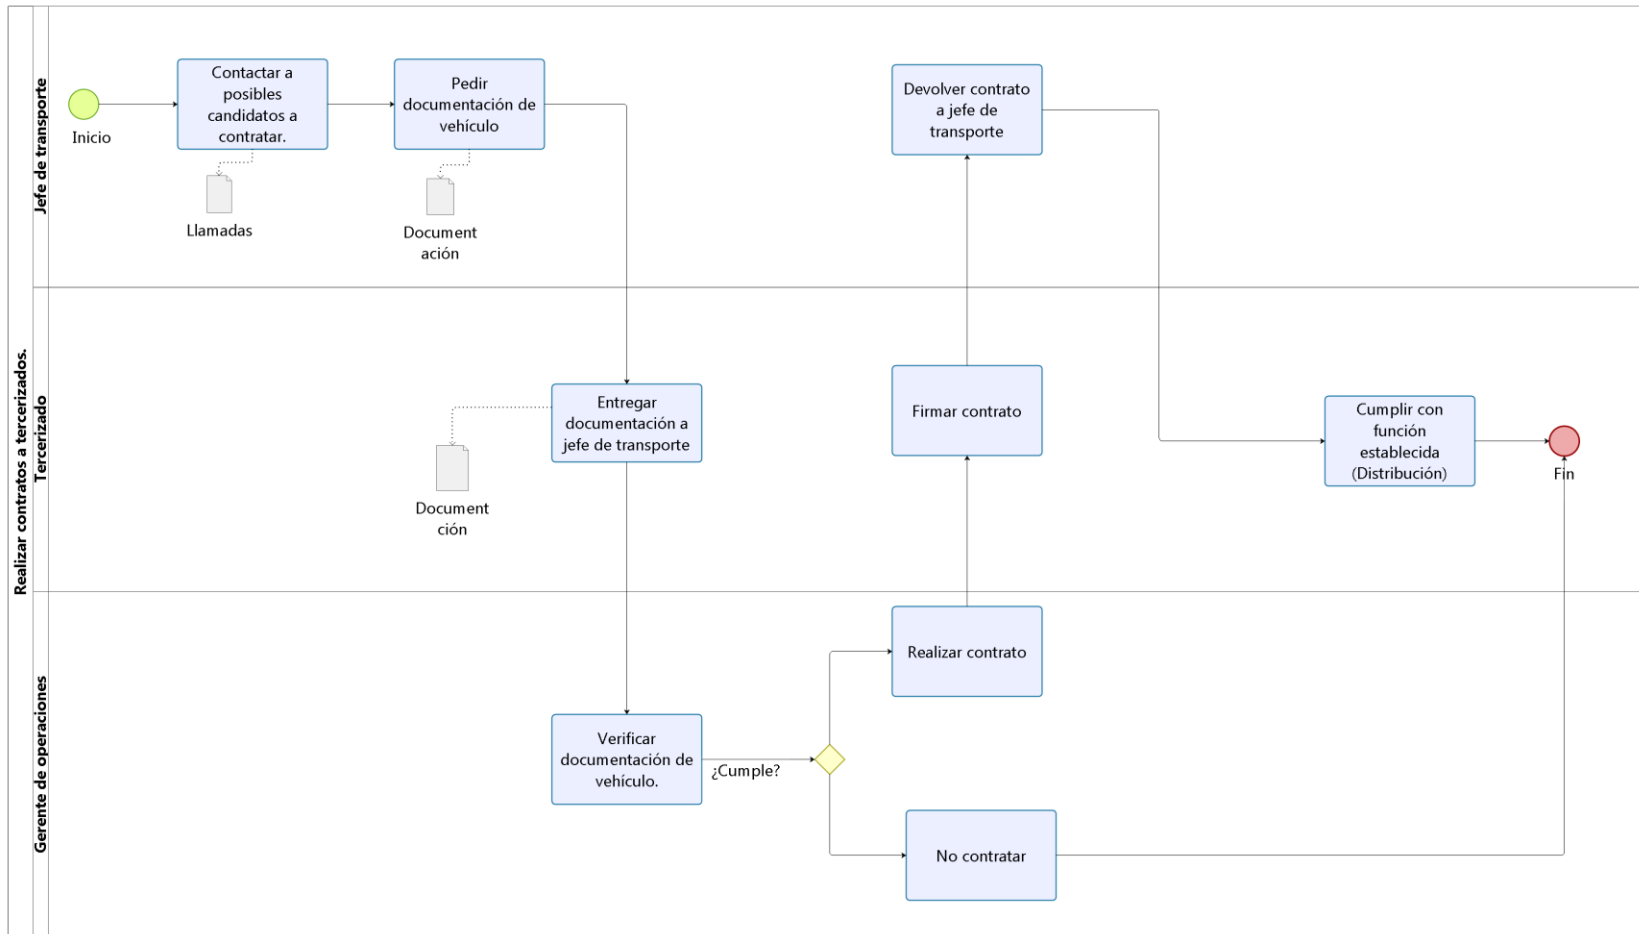 Realizar contratos a tercerizados.
Jefe de transporte
Inicio
Contactar a
posibles
candidatos a
contratar.
Llamadas
Pedir
documentación de
vehículo
Document
ación
Devolver contrato
a jefe de
transporte
Tercerizado
Entregar
documentación a
jefe de transporte
Document
ción
Firmar contrato
Cumplir con
función
establecida
(Distribución)
Fin
Gerente de operaciones
Verificar
documentación de
vehículo.
¿Cumple?
Realizar contrato
No contratar